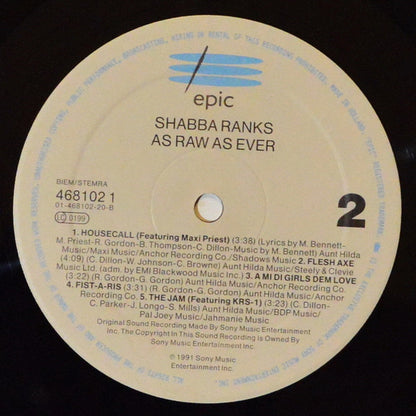 epic
SHABBA RANKS
AS RAW AS EVER
BIEM/STEMRA
468102 1
01-468102-20-B
LC 0199
2
1. HOUSECALL (Featuring Maxi Priest) (3:38) (Lyrics by M. Bennett-
M. Priest-R. Gordon-B. Thompson-C. Dillon-Music by M. Bennett) Aunt Hilda
Music/Maxi Music/Anchor Recording Co./Shadows Music 2. FLESH AXE
(4:09) (C. Dillon-W. Johnson-C. Browne) Aunt Hilda Music/Steely & Clevie
Music Ltd. (adm. by EMI Blackwood Music Inc.) 3. A MI DI GIRLS DEM LOVE
(3:22) (R. Gordon-G. Gordon) Aunt Hilda Music/Anchor Recording Co.
4. FIST-A-RIS (3:31) (R. Gordon-G. Gordon) Aunt Hilda Music/Anchor
Recording Co. 5. THE JAM (Featuring KRS-1) (3:23) (C. Dillon-
C. Parker-J. Longo-S. Mills) Aunt Hilda Music/BDP Music/
Pal Joey Music/Jahmanie Music
Original Sound Recording Made By Sony Music Entertainment
Inc. The Copyright In This Sound Recording Is Owned By
Sony Music Entertainment Inc.
℗ 1991 Sony Music
Entertainment Inc.